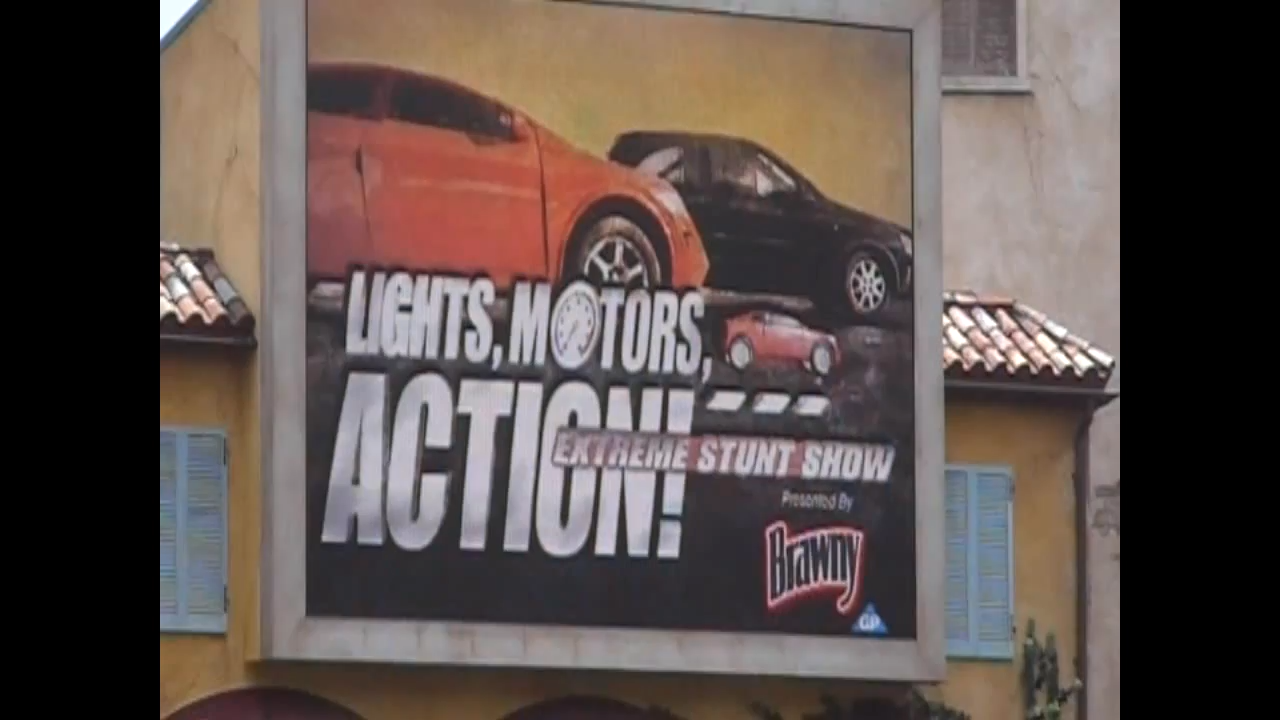 LIGHTS, MOTORS,
ACTION!
EXTREME STUNT SHOW
Presented By
Brawny
GP